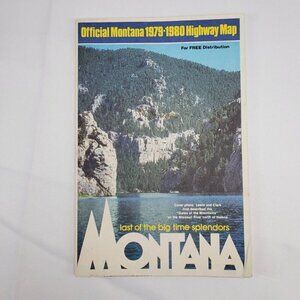 Official Montana 1979-1980 Highway Map
For FREE Distribution
Cover photo: Lewis and Clark
first described the
"Gates of the Mountains"
on the Missouri River north of Helena
last of the big time splendors
MONTANA